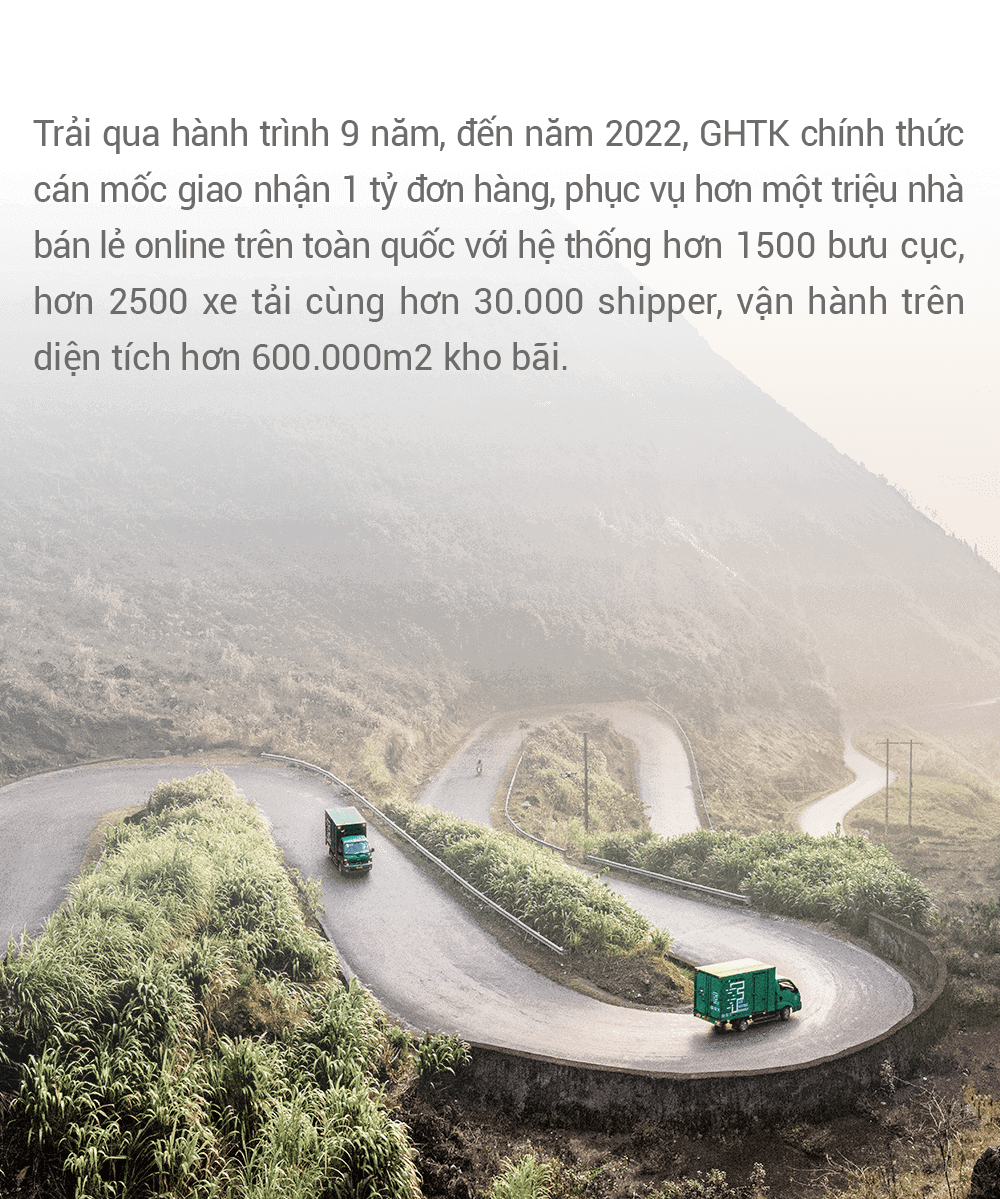 Trải qua hành trình 9 năm, đến năm 2022, GHTK chính thức
cán mốc giao nhận 1 tỷ đơn hàng, phục vụ hơn một triệu nhà
bán lẻ online trên toàn quốc với hệ thống hơn 1500 bưu cục,
hơn 2500 xe tải cùng hơn 30.000 shipper, vận hành trên
diện tích hơn 600.000m2 kho bãi.